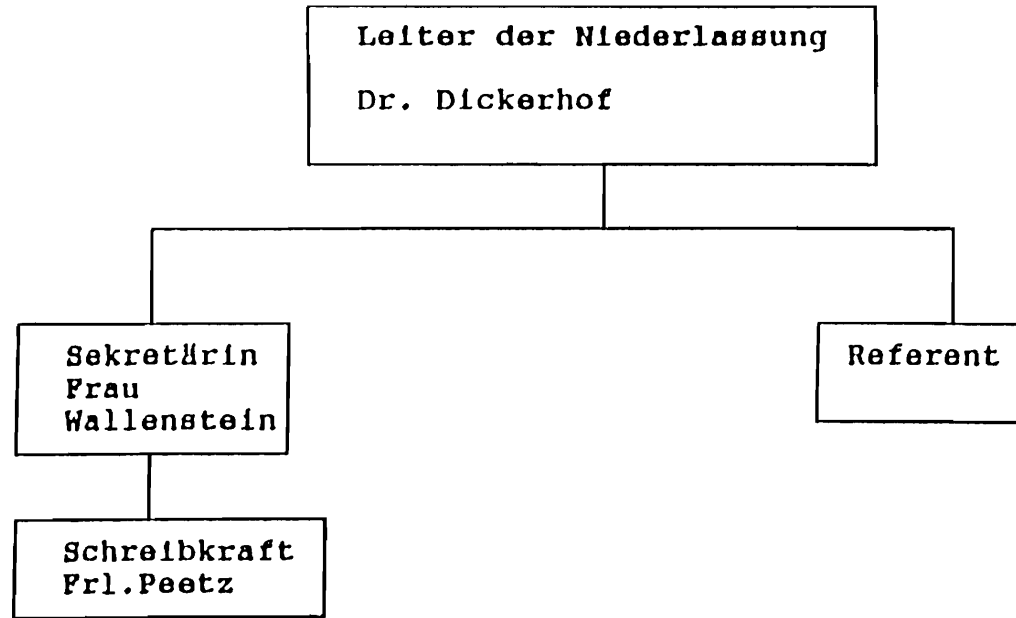 Leiter der Niederlassung
Dr. Dickerhof
Sekretärin
Frau
Wallenstein
Referent
Schreibkraft
Frl.Peetz